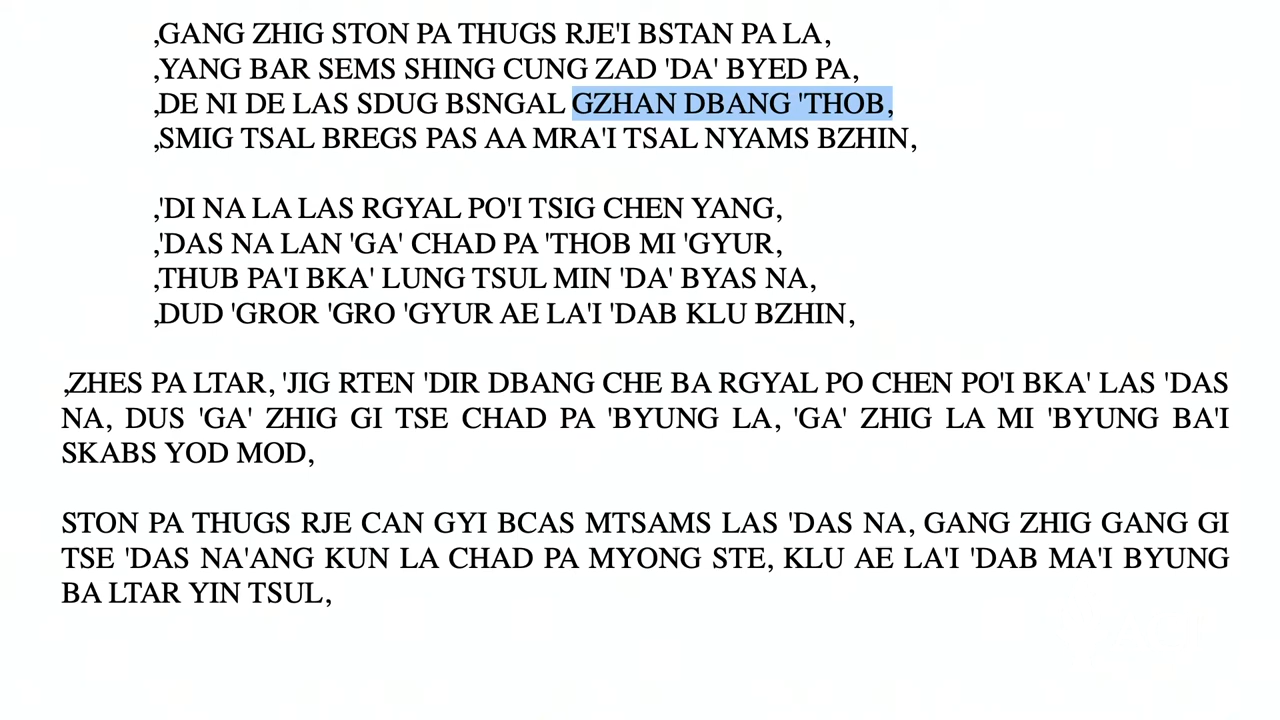 ,GANG ZHIG STON PA THUGS RJE'I BSTAN PA LA,
,YANG BAR SEMS SHING CUNG ZAD 'DA' BYED PA,
,DE NI DE LAS SDUG BSNGAL GZHAN DBANG 'THOB,
,SMIG TSAL BREGS PAS AA MRA'I TSAL NYAMS BZHIN,
,'DI NA LA LAS RGYAL PO'I TSIG CHEN YANG,
,'DAS NA LAN 'GA' CHAD PA 'THOB MI 'GYUR,
,THUB PA'I BKA' LUNG TSUL MIN 'DA' BYAS NA,
,DUD 'GROR 'GRO 'GYUR AE LA'I 'DAB KLU BZHIN,
,ZHES PA LTAR, 'JIG RTEN 'DIR DBANG CHE BA RGYAL PO CHEN PO'I BKA' LAS 'DAS
NA, DUS 'GA' ZHIG GI TSE CHAD PA 'BYUNG LA, 'GA' ZHIG LA MI 'BYUNG BA'I
SKABS YOD MOD,
STON PA THUGS RJE CAN GYI BCAS MTSAMS LAS 'DAS NA, GANG ZHIG GANG GI
TSE 'DAS NA'ANG KUN LA CHAD PA MYONG STE, KLU AE LA'I 'DAB MA'I BYUNG
BA LTAR YIN TSUL,